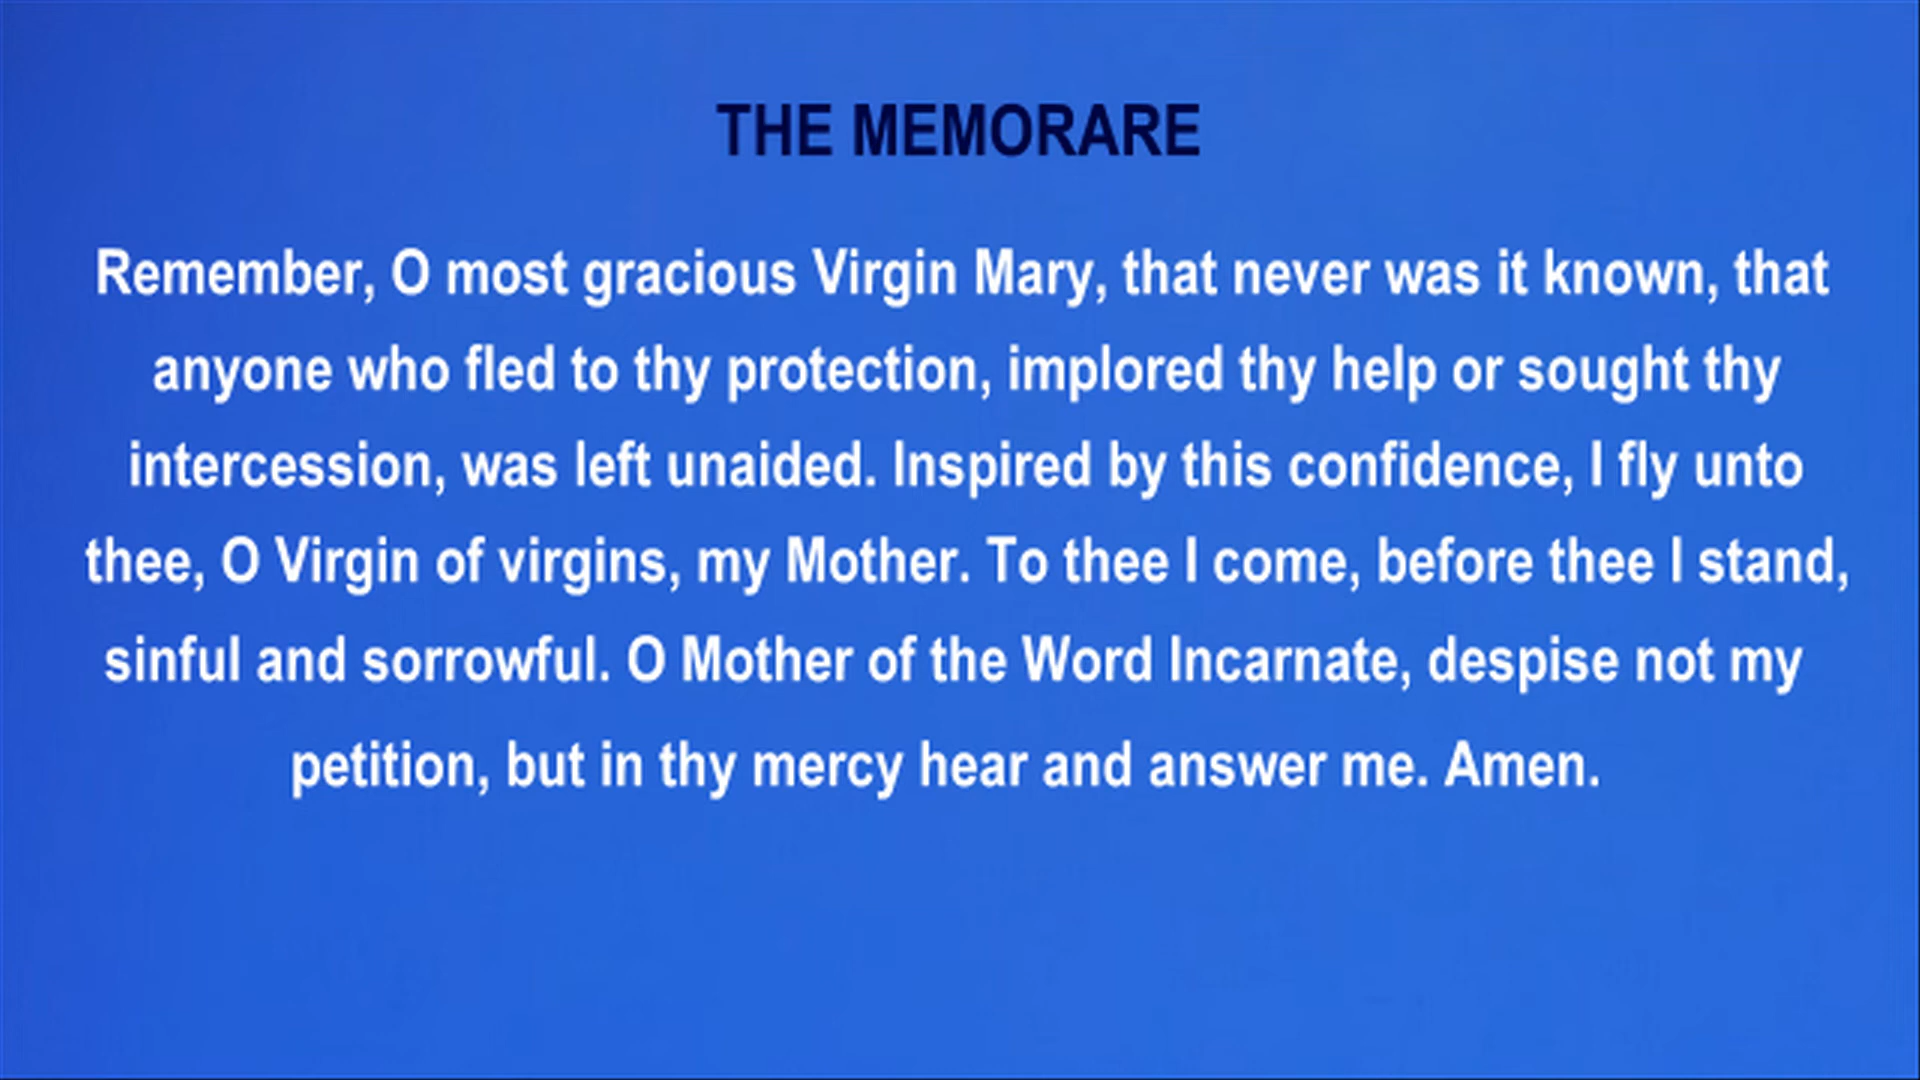 THE MEMORARE
Remember, O most gracious Virgin Mary, that never was it known, that
anyone who fled to thy protection, implored thy help or sought thy
intercession, was left unaided. Inspired by this confidence, I fly unto
thee, O Virgin of virgins, my Mother. To thee I come, before thee I stand,
sinful and sorrowful. O Mother of the Word Incarnate, despise not my
petition, but in thy mercy hear and answer me. Amen.